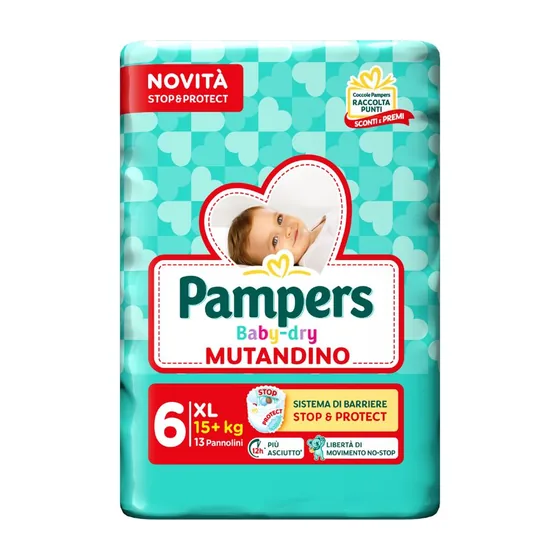 NOVITÀ
STOP & PROTECT
Coccole Pampers
RACCOLTA
PUNTI
SCONTI E PREMI
Pampers
Baby-dry
MUTANDINO
6
XL
15+ kg
13 Pannolini
STOP
PROTECT
SISTEMA DI BARRIERE
STOP & PROTECT
12h
PIÙ
ASCIUTTO*
LIBERTÀ DI
MOVIMENTO NO-STOP